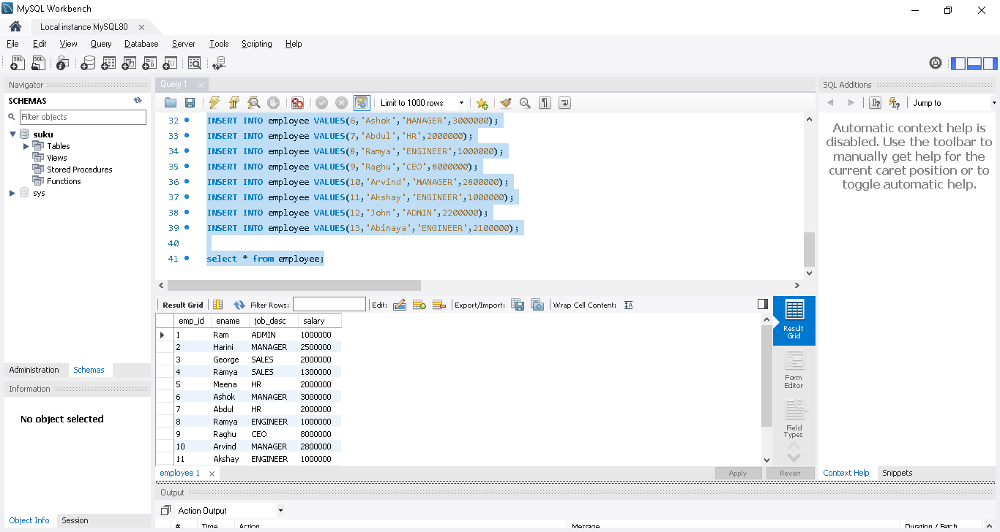 MySQL Workbench
Local instance MySQL80
File Edit View Query Database Server Tools Scripting Help
Navigator
SCHEMAS
Filter objects
suku
Tables
Views
Stored Procedures
Functions
sys
Administration Schemas
Information
No object selected
Object Info Session
Query 1
Limit to 1000 rows
32 INSERT INTO employee VALUES(6,'Ashok','MANAGER',3000000);
33 INSERT INTO employee VALUES(7,'Abdul','HR',2000000);
34 INSERT INTO employee VALUES(8,'Ramya','ENGINEER',1000000);
35 INSERT INTO employee VALUES(9,'Raghu','CEO',8000000);
36 INSERT INTO employee VALUES(10,'Arvind','MANAGER',2800000);
37 INSERT INTO employee VALUES(11,'Akshay','ENGINEER',1000000);
38 INSERT INTO employee VALUES(12,'John','ADMIN',2200000);
39 INSERT INTO employee VALUES(13,'Abinaya','ENGINEER',2100000);
40
41 select * from employee;
Result Grid Filter Rows: Edit: Export/Import: Wrap Cell Content:
emp_id ename job_desc salary
1 Ram ADMIN 1000000
2 Harini MANAGER 2500000
3 George SALES 2000000
4 Ramya SALES 1300000
5 Meena HR 2000000
6 Ashok MANAGER 3000000
7 Abdul HR 2000000
8 Ramya ENGINEER 1000000
9 Raghu CEO 8000000
10 Arvind MANAGER 2800000
11 Akshay ENGINEER 1000000
Result
Grid
Form
Editor
Field
Types
employee 1
Apply Revert
Output
Action Output
# Time Action Message Duration / Fetch
SQL Additions
Jump to
Automatic context help is
disabled. Use the toolbar to
manually get help for the
current caret position or to
toggle automatic help.
Context Help Snippets